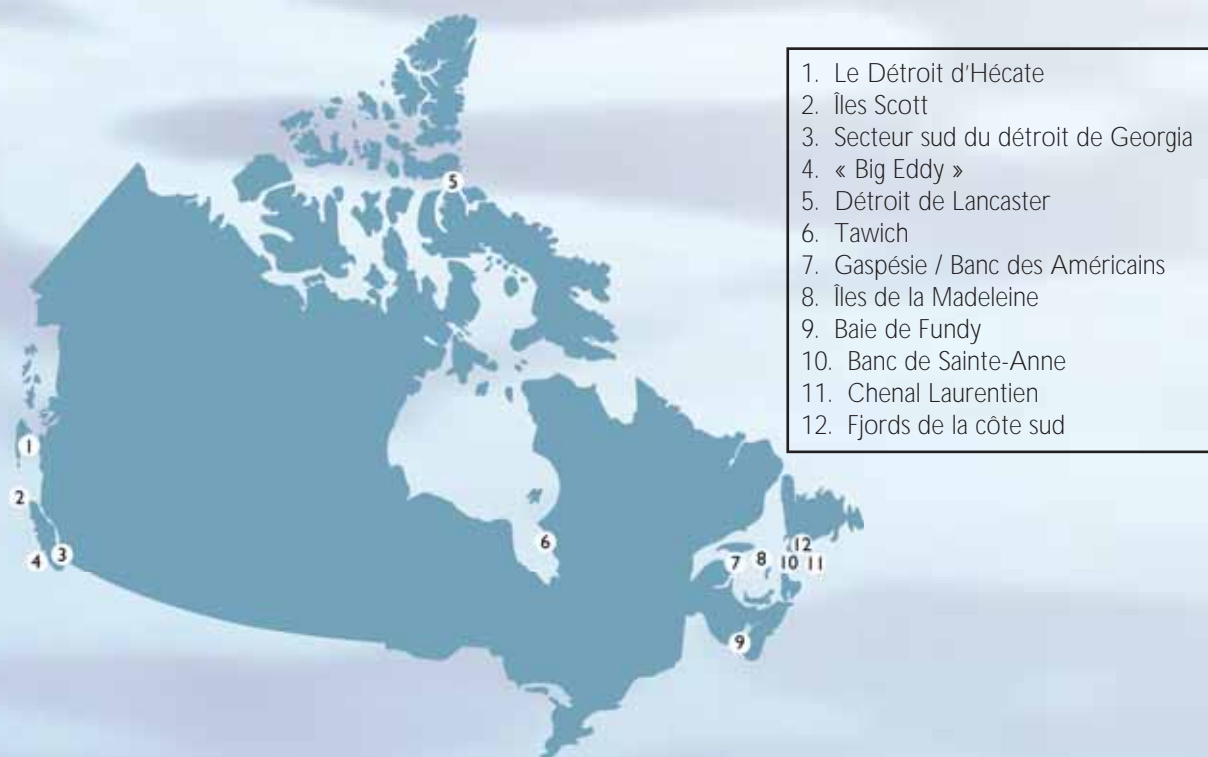 1. Le Détroit d'Hécate
2. Îles Scott
3. Secteur sud du détroit de Georgia
4. « Big Eddy »
5. Détroit de Lancaster
6. Tawich
7. Gaspésie / Banc des Américains
8. Îles de la Madeleine
9. Baie de Fundy
10. Banc de Sainte-Anne
11. Chenal Laurentien
12. Fjords de la côte sud
5
1
2
4 3
6
12
7 8 10 11
9